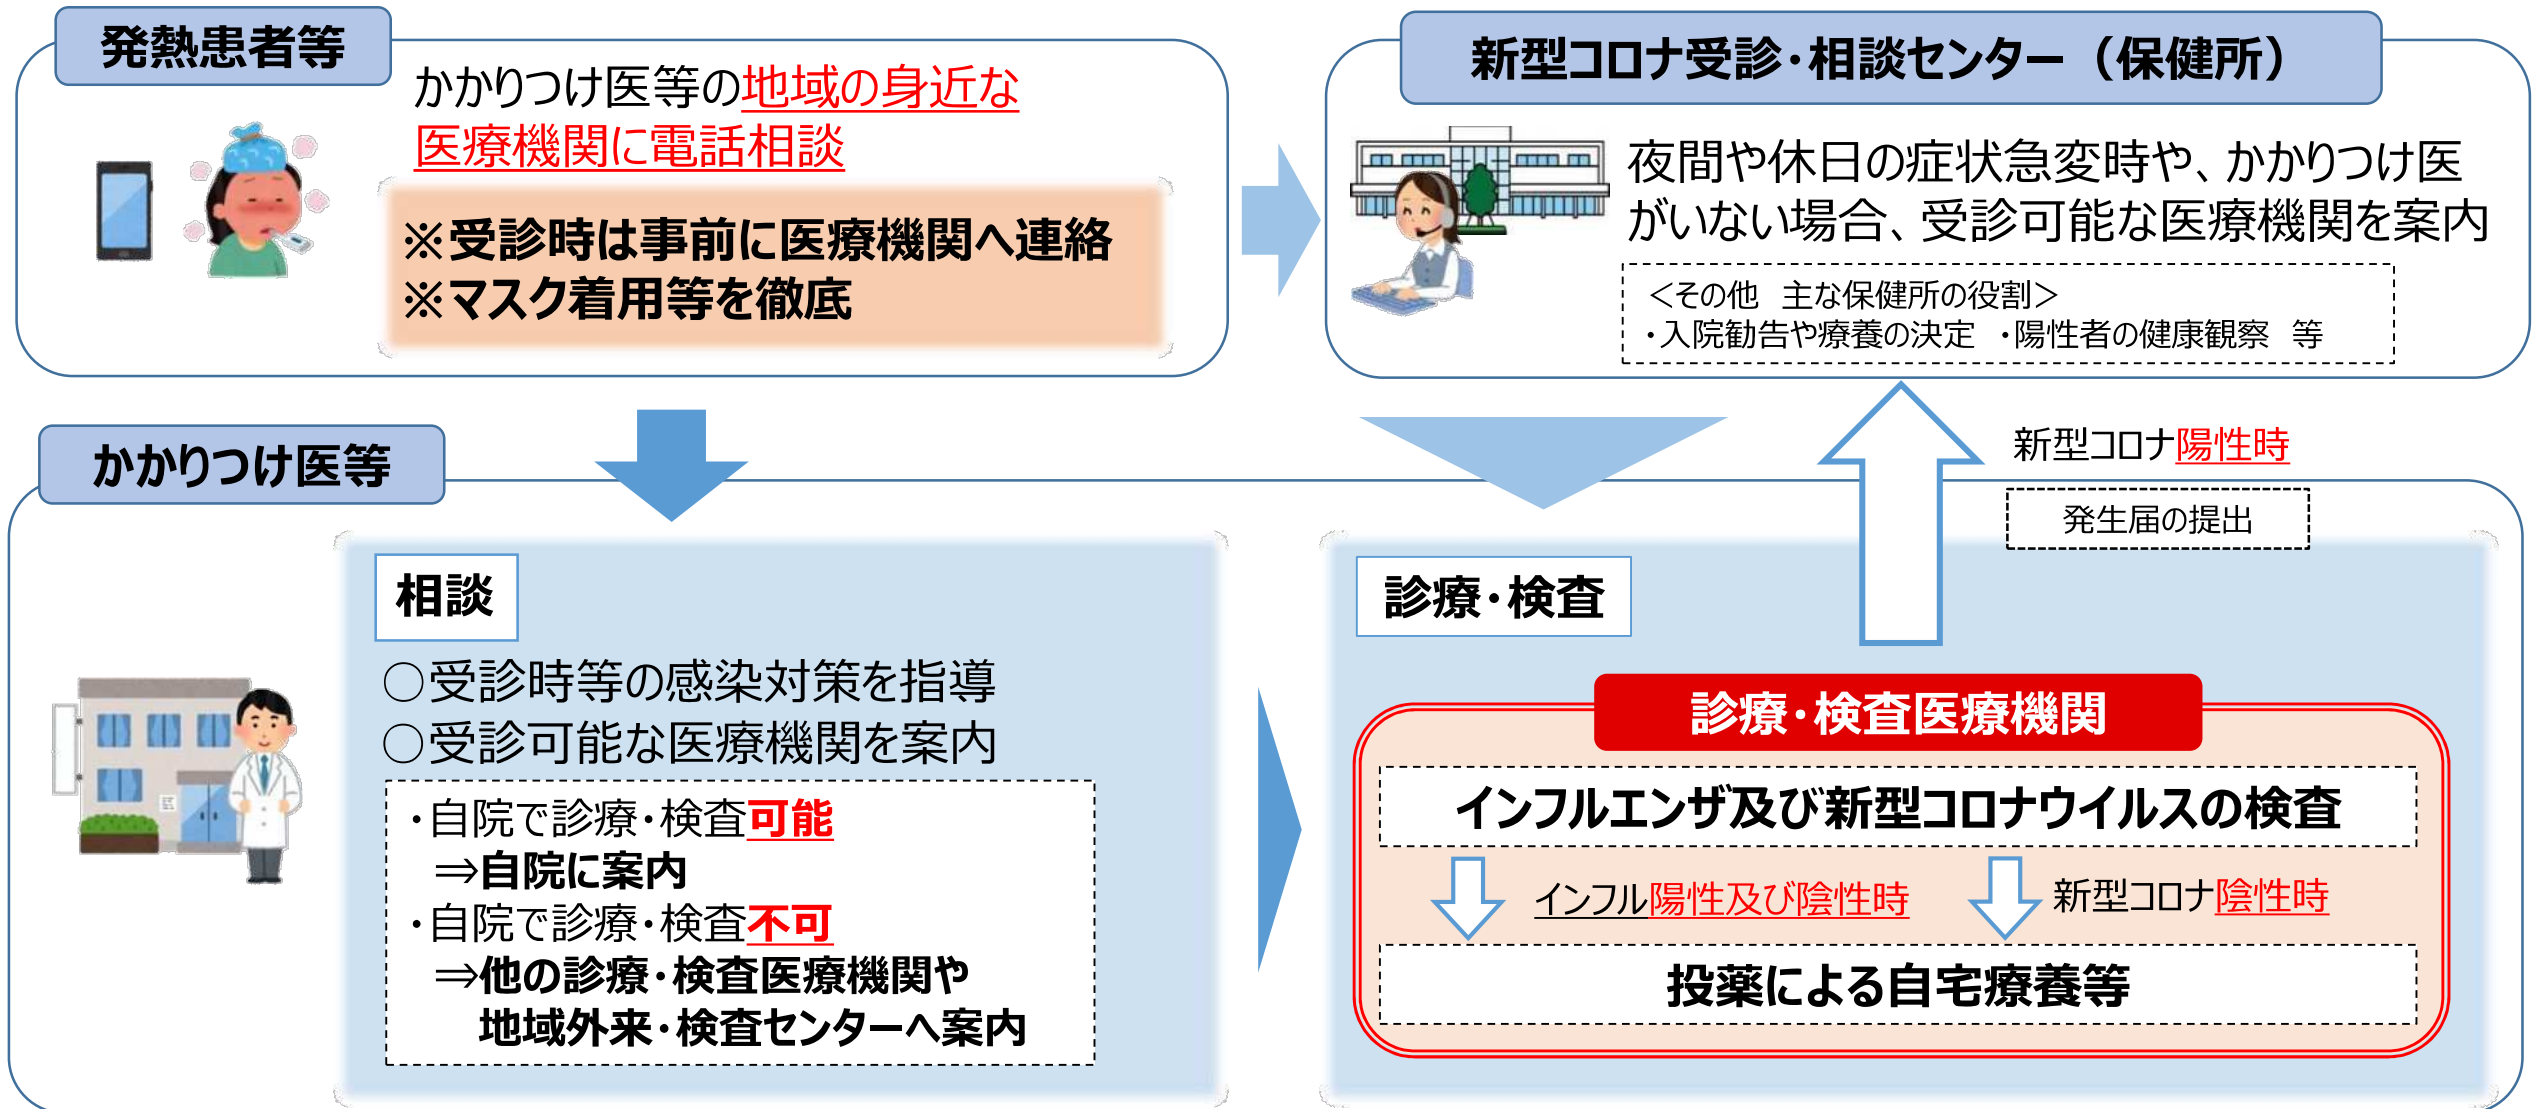 発熱患者等
かかりつけ医等の地域の身近な
医療機関に電話相談
※受診時は事前に医療機関へ連絡
※マスク着用等を徹底
新型コロナ受診・相談センター（保健所）
夜間や休日の症状急変時や、かかりつけ医
がいない場合、受診可能な医療機関を案内
＜その他　主な保健所の役割＞
・入院勧告や療養の決定　・陽性者の健康観察　等
新型コロナ陽性時
発生届の提出
かかりつけ医等
相談
○受診時等の感染対策を指導
○受診可能な医療機関を案内
・自院で診療・検査可能
⇒自院に案内
・自院で診療・検査不可
⇒他の診療・検査医療機関や
地域外来・検査センターへ案内
診療・検査
診療・検査医療機関
インフルエンザ及び新型コロナウイルスの検査
インフル陽性及び陰性時
新型コロナ陰性時
投薬による自宅療養等